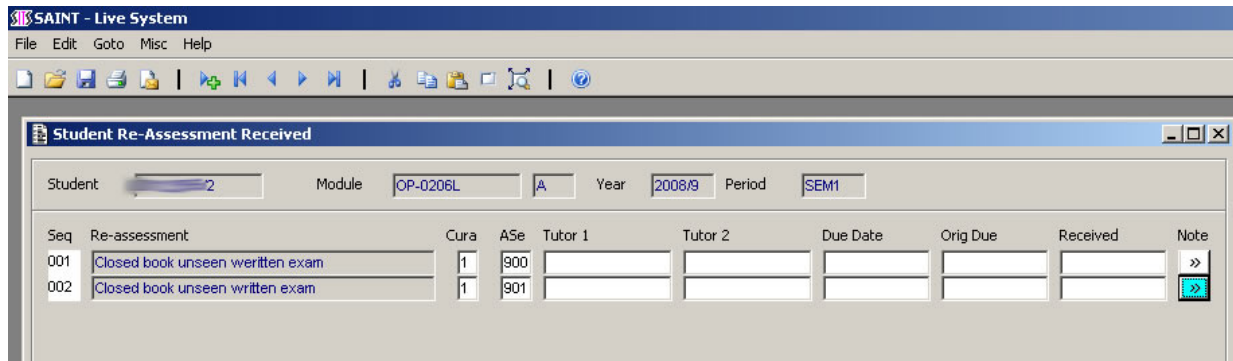 SAINT - Live System
File Edit Goto Misc Help
Student Re-Assessment Received
Student /2 Module OP-0206L A Year 2008/9 Period SEM1
Seq Re-assessment Cura ASe Tutor 1 Tutor 2 Due Date Orig Due Received Note
001 Closed book unseen weritten exam 1 900 »
002 Closed book unseen written exam 1 901 »